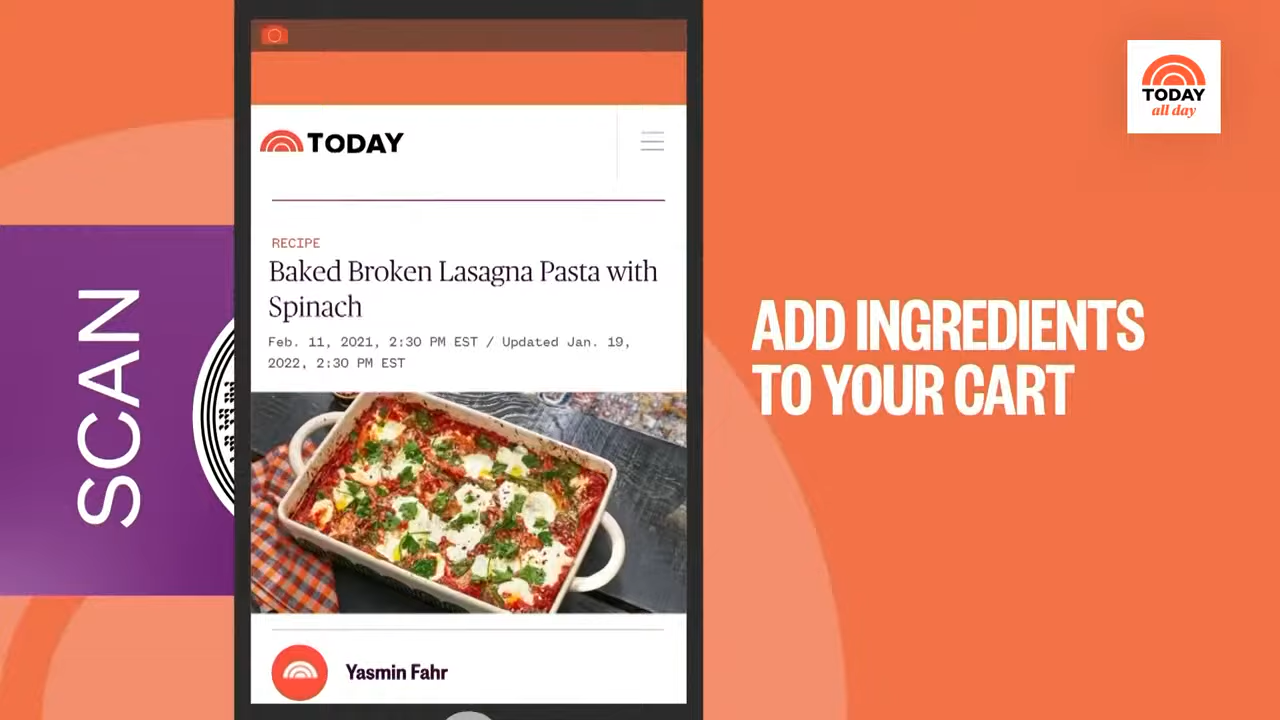 SCAN
TODAY
RECIPE
Baked Broken Lasagna Pasta with
Spinach
Feb. 11, 2021, 2:30 PM EST / Updated Jan. 19,
2022, 2:30 PM EST
Yasmin Fahr
ADD INGREDIENTS
TO YOUR CART
TODAY
all day